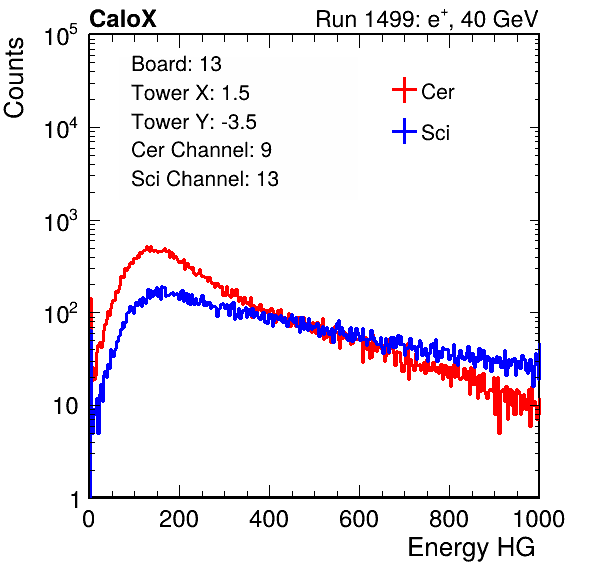 CaloX Run 1499: e⁺, 40 GeV
Counts
10⁵
10⁴
10³
10²
10
1
Board: 13
Tower X: 1.5
Tower Y: -3.5
Cer Channel: 9
Sci Channel: 13
Cer
Sci
0 200 400 600 800 1000
Energy HG